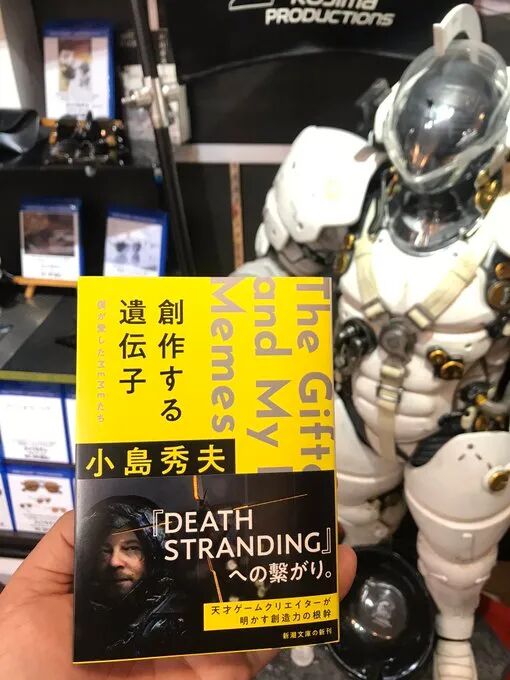 PRODUCTIONS
The Gift
and My
Memes
創作する
遺伝子
僕が愛したMEMEたち
小島秀夫
『DEATH
STRANDING』
への繋がり。
天才ゲームクリエイターが
明かす創造力の根幹
新潮文庫の新刊